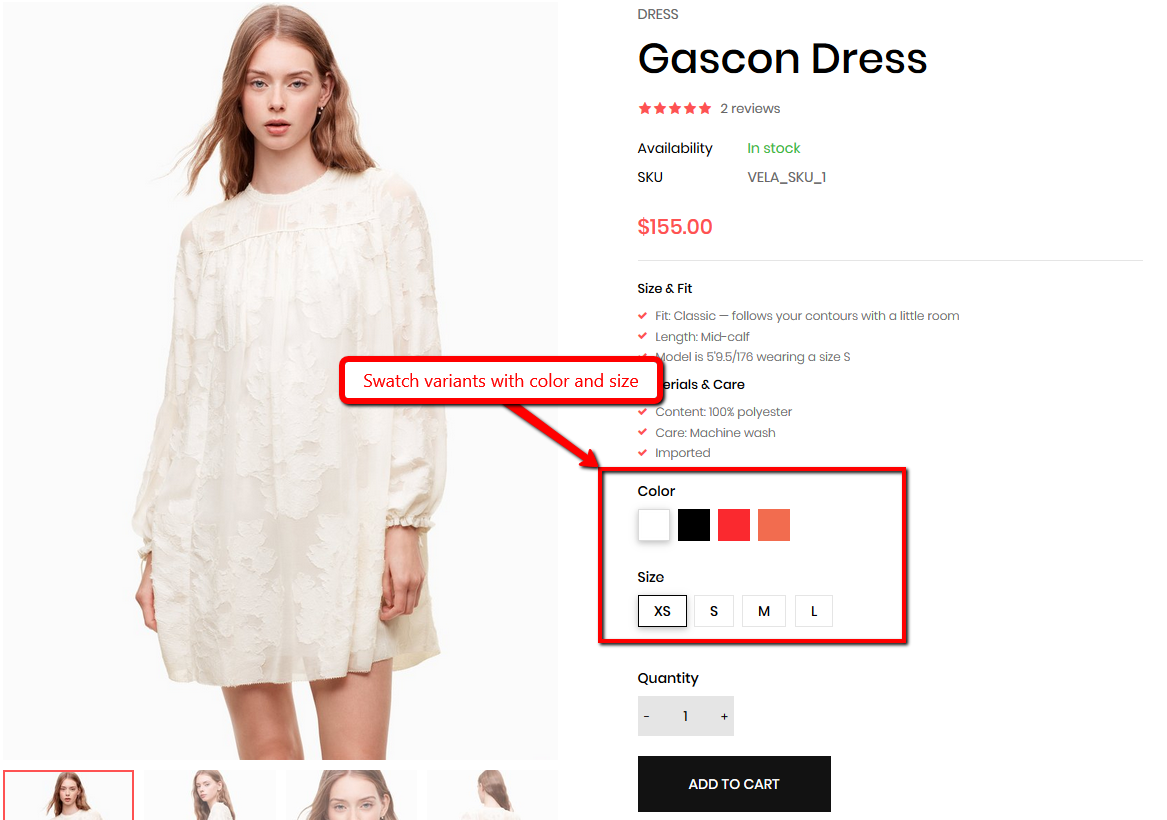 DRESS
Gascon Dress
2 reviews
Availability In stock
SKU VELA_SKU_1
$155.00
Size & Fit
Fit: Classic — follows your contours with a little room
Length: Mid-calf
Model is 5'9.5/176 wearing a size S
Swatch variants with color and size
erials & Care
Content: 100% polyester
Care: Machine wash
Imported
Color
Size
XS S M L
Quantity
- 1 +
ADD TO CART